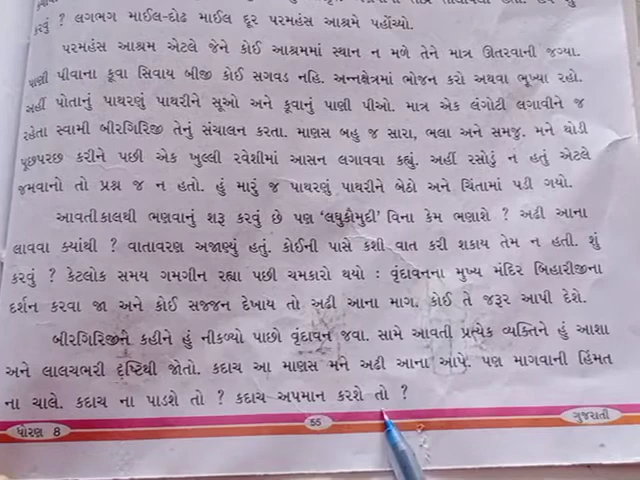 કરવું ? લગભગ માઈલ-દોઢ માઈલ દૂર પરમહંસ આશ્રમે પહોંચ્યો.
પરમહંસ આશ્રમ એટલે જેને કોઈ આશ્રમમાં સ્થાન ન મળે તેને માત્ર ઊતરવાની જગ્યા.
પાણી પીવાના કૂવા સિવાય બીજી કોઈ સગવડ નહિ. અન્નક્ષેત્રમાં ભોજન કરો અથવા ભૂખ્યા રહો.
અહીં પોતાનું પાથરણું પાથરીને સૂઓ અને કૂવાનું પાણી પીઓ. માત્ર એક લંગોટી લગાવીને જ
રહેતા સ્વામી બીરગિરિજી તેનું સંચાલન કરતા. માણસ બહુ જ સારા, ભલા અને સમજુ. મને થોડી
પૂછપરછ કરીને પછી એક ખુલ્લી રવેશીમાં આસન લગાવવા કહ્યું. અહીં રસોડું ન હતું એટલે
જમવાનો તો પ્રશ્ન જ ન હતો. હું મારું જ પાથરણું પાથરીને બેઠો અને ચિંતામાં પડી ગયો.
આવતીકાલથી ભણવાનું શરૂ કરવું છે પણ ‘લઘુકૌમુદી’ વિના કેમ ભણાશે ? અઢી આના
લાવવા ક્યાંથી ? વાતાવરણ અજાણ્યું હતું. કોઈની પાસે કશી વાત કરી શકાય તેમ ન હતી. શું
કરવું ? કેટલોક સમય ગમગીન રહ્યા પછી ચમકારો થયો : વૃંદાવનના મુખ્ય મંદિર બિહારીજીના
દર્શન કરવા જા અને કોઈ સજ્જન દેખાય તો અઢી આના માગ. કોઈ તે જરૂર આપી દેશે.
બીરગિરિજીને કહીને હું નીકળ્યો પાછો વૃંદાવન જવા. સામે આવતી પ્રત્યેક વ્યક્તિને હું આશા
અને લાલચભરી દૃષ્ટિથી જોતો. કદાચ આ માણસ મને અઢી આના આપે. પણ માગવાની હિંમત
ના ચાલે. કદાચ ના પાડશે તો ? કદાચ અપમાન કરશે તો ?
ધોરણ 8 55 ગુજરાતી